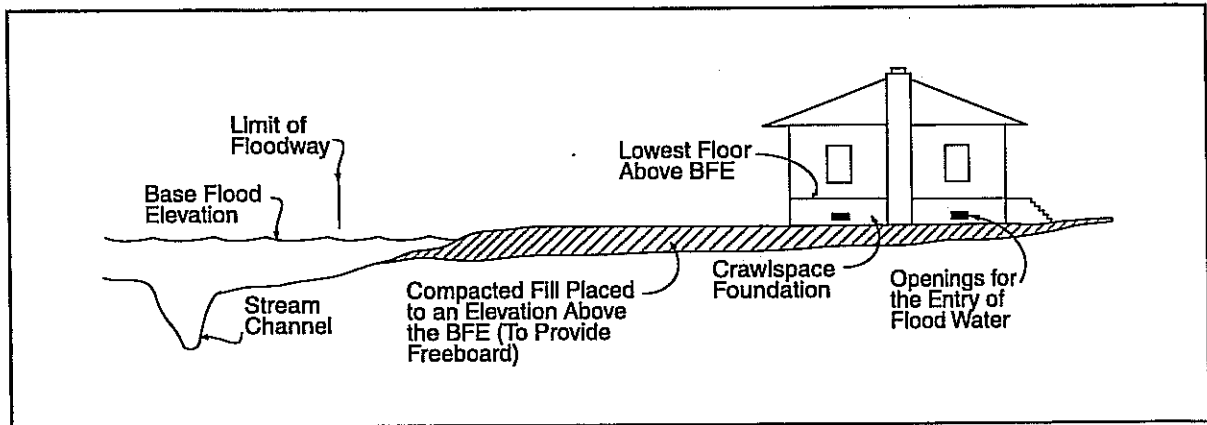 Limit of
Floodway
Base Flood
Elevation
Lowest Floor
Above BFE
Stream
Channel
Compacted Fill Placed
to an Elevation Above
the BFE (To Provide
Freeboard)
Crawlspace
Foundation
Openings for
the Entry of
Flood Water